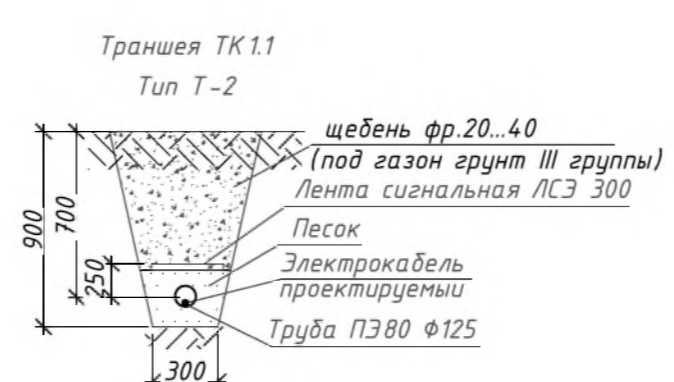 Траншея ТК1.1
Тип Т-2
щебень фр.20...40
(под газон грунт III группы)
Лента сигнальная ЛСЭ 300
Песок
Электрокабель
проектируемый
Труба ПЭ80 Ф125
900
700
250
300